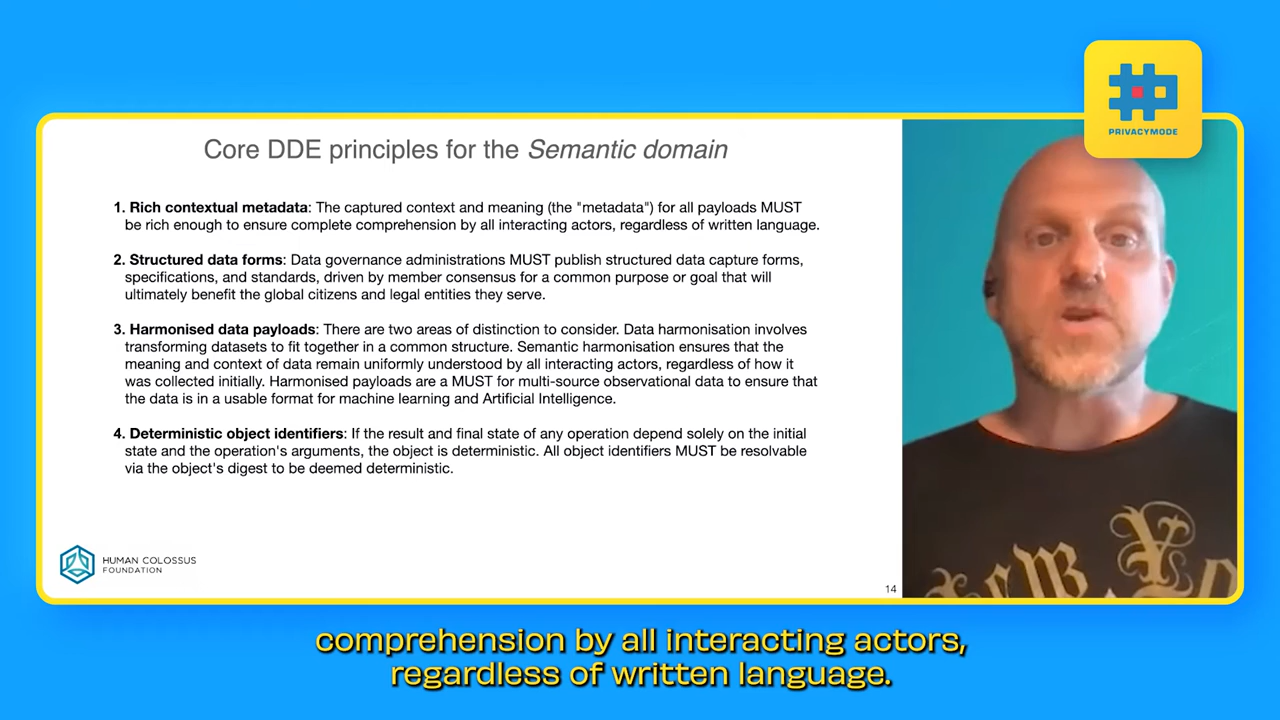 PRIVACYMODE
Core DDE principles for the Semantic domain
1. Rich contextual metadata: The captured context and meaning (the "metadata") for all payloads MUST
be rich enough to ensure complete comprehension by all interacting actors, regardless of written language.
2. Structured data forms: Data governance administrations MUST publish structured data capture forms,
specifications, and standards, driven by member consensus for a common purpose or goal that will
ultimately benefit the global citizens and legal entities they serve.
3. Harmonised data payloads: There are two areas of distinction to consider. Data harmonisation involves
transforming datasets to fit together in a common structure. Semantic harmonisation ensures that the
meaning and context of data remain uniformly understood by all interacting actors, regardless of how it
was collected initially. Harmonised payloads are a MUST for multi-source observational data to ensure that
the data is in a usable format for machine learning and Artificial Intelligence.
4. Deterministic object identifiers: If the result and final state of any operation depend solely on the initial
state and the operation's arguments, the object is deterministic. All object identifiers MUST be resolvable
via the object's digest to be deemed deterministic.
HUMAN COLOSSUS
FOUNDATION
14
comprehension by all interacting actors,
regardless of written language.